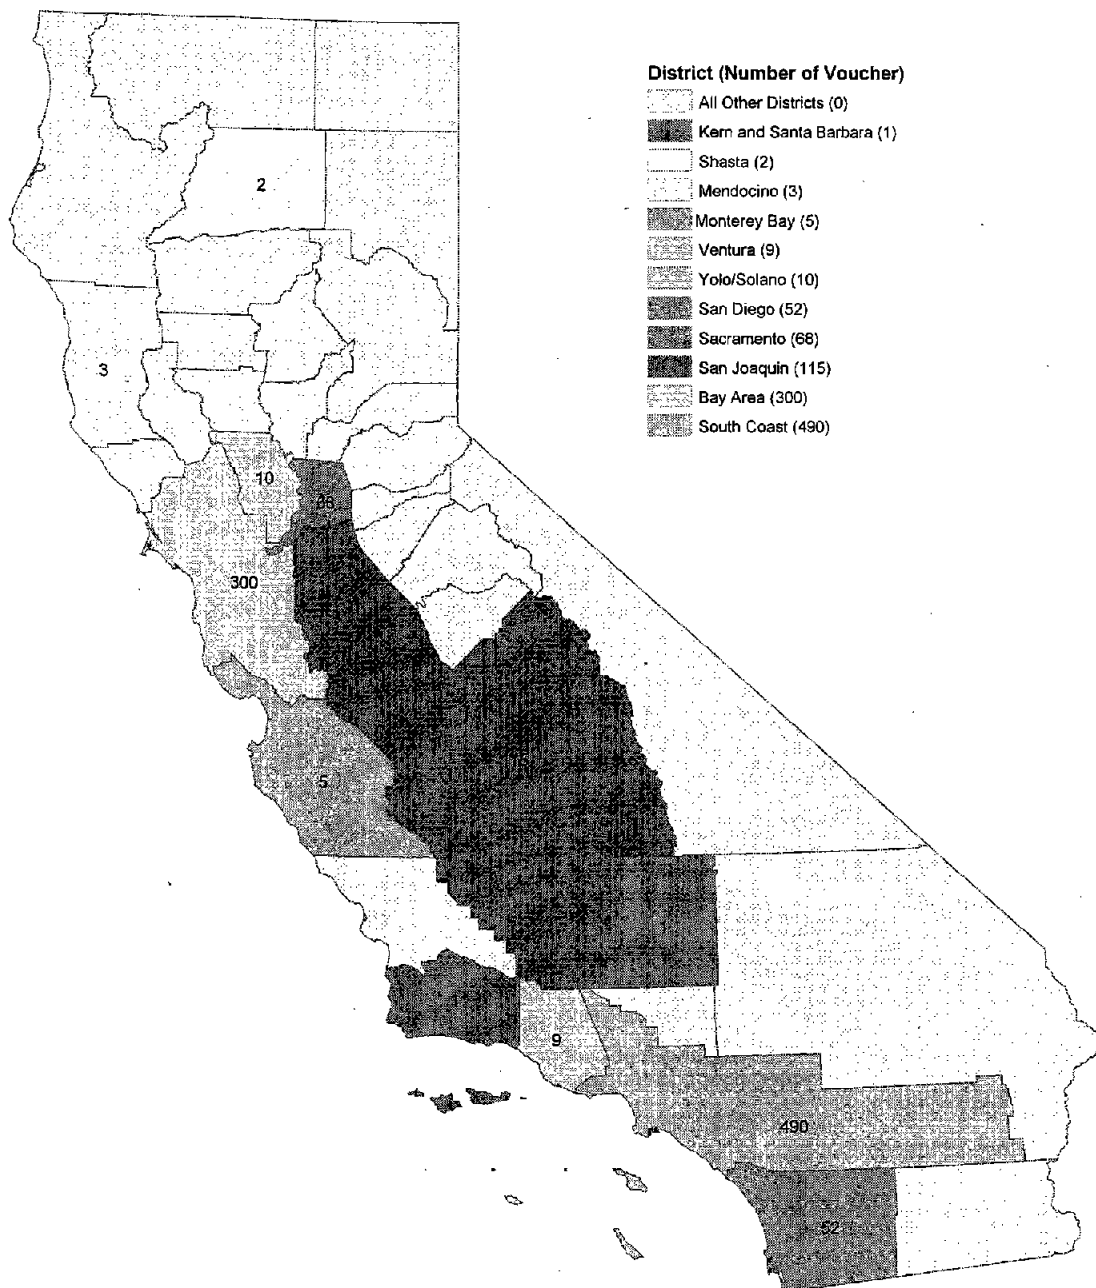 District (Number of Voucher)
All Other Districts (0)
Kern and Santa Barbara (1)
Shasta (2)
Mendocino (3)
Monterey Bay (5)
Ventura (9)
Yolo/Solano (10)
San Diego (52)
Sacramento (68)
San Joaquin (115)
Bay Area (300)
South Coast (490)
2
3
10
68
300
5
9
490
52